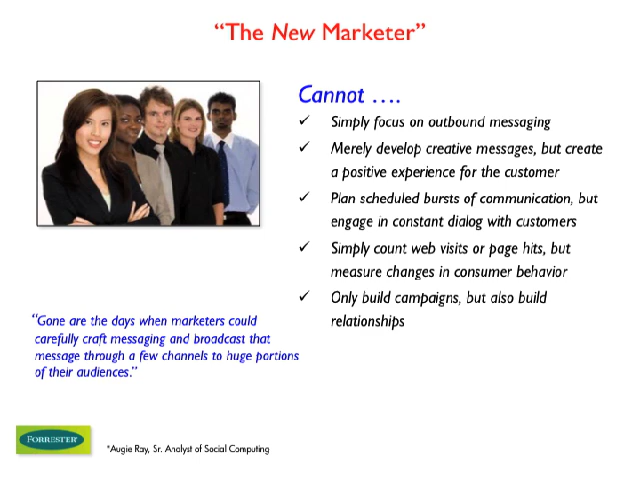 “The New Marketer”
Cannot ….
✓ Simply focus on outbound messaging
✓ Merely develop creative messages, but create
a positive experience for the customer
✓ Plan scheduled bursts of communication, but
engage in constant dialog with customers
✓ Simply count web visits or page hits, but
measure changes in consumer behavior
✓ Only build campaigns, but also build
relationships
“Gone are the days when marketers could
carefully craft messaging and broadcast that
message through a few channels to huge portions
of their audiences.”
FORRESTER
*Augie Ray, Sr. Analyst of Social Computing